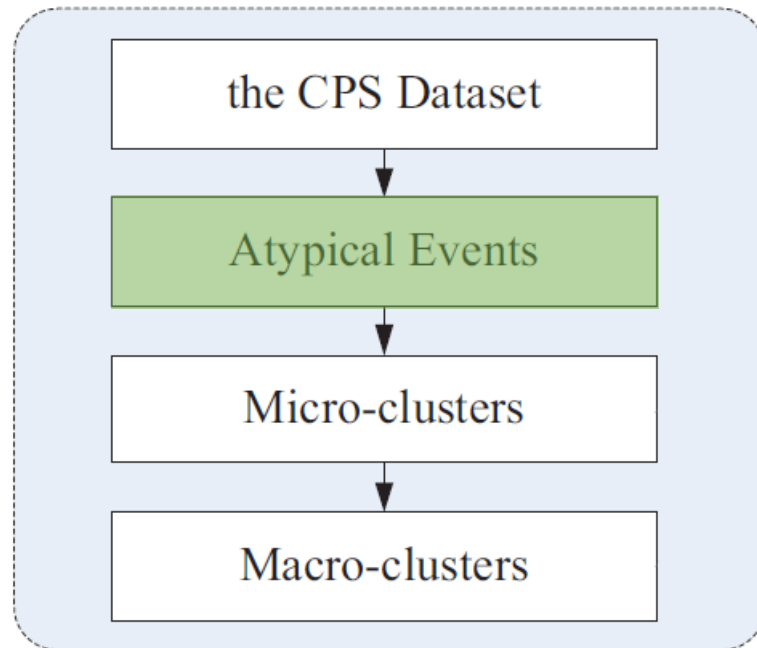 the CPS Dataset
Atypical Events
Micro-clusters
Macro-clusters